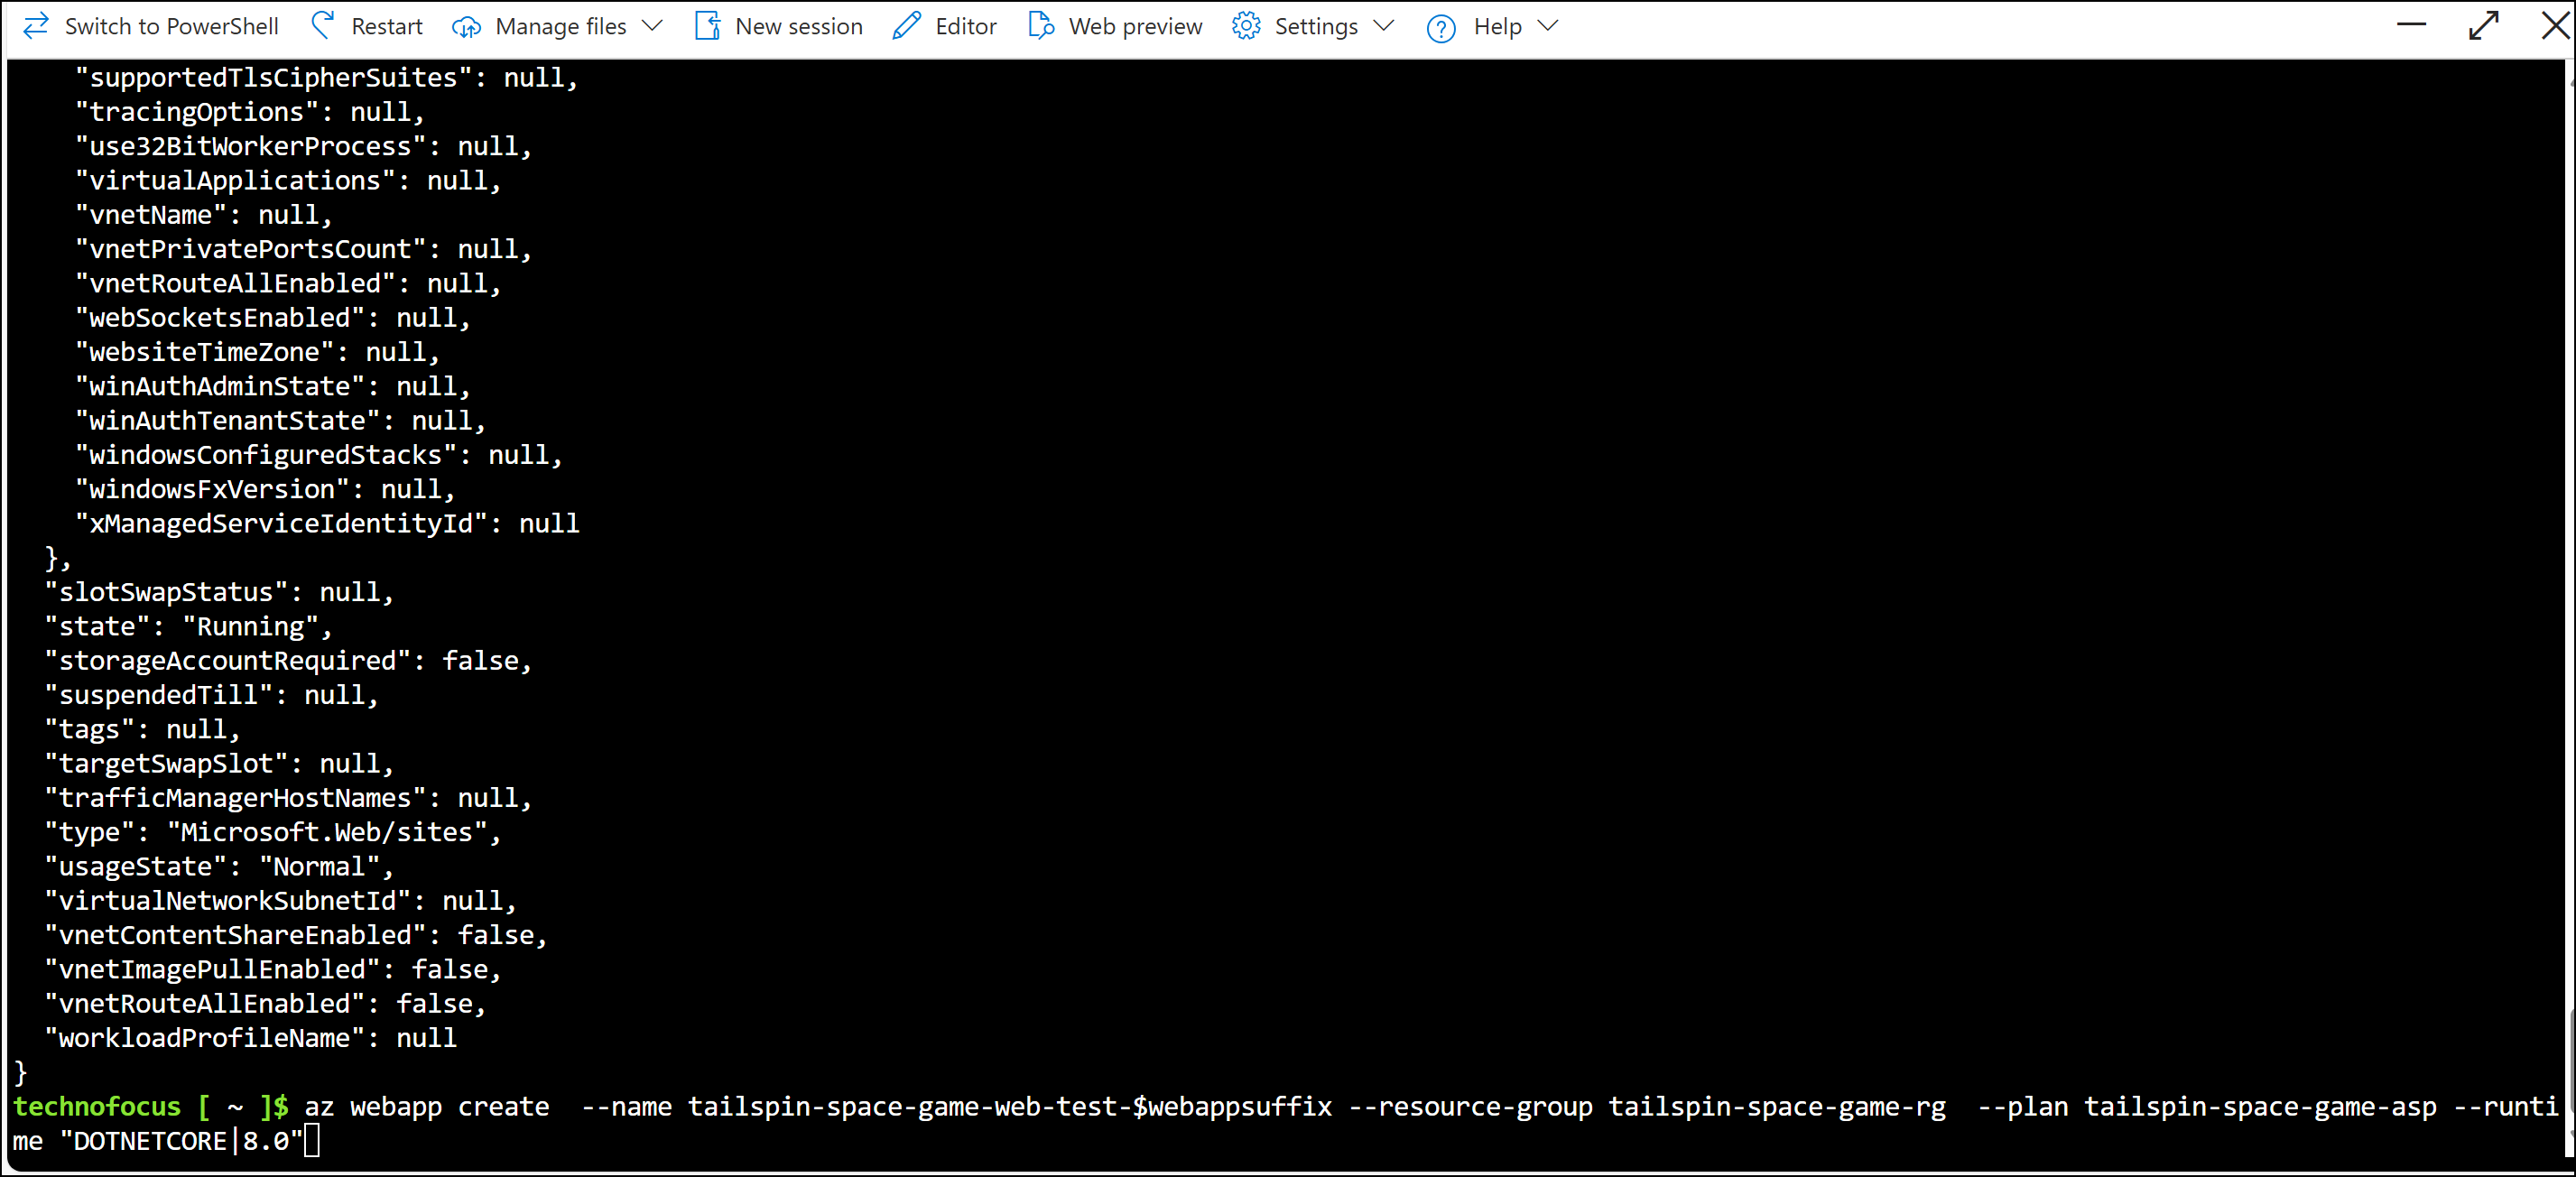 Switch to PowerShell Restart Manage files New session Editor Web preview Settings Help
"supportedTlsCipherSuites": null,
"tracingOptions": null,
"use32BitWorkerProcess": null,
"virtualApplications": null,
"vnetName": null,
"vnetPrivatePortsCount": null,
"vnetRouteAllEnabled": null,
"webSocketsEnabled": null,
"websiteTimeZone": null,
"winAuthAdminState": null,
"winAuthTenantState": null,
"windowsConfiguredStacks": null,
"windowsFxVersion": null,
"xManagedServiceIdentityId": null
},
"slotSwapStatus": null,
"state": "Running",
"storageAccountRequired": false,
"suspendedTill": null,
"tags": null,
"targetSwapSlot": null,
"trafficManagerHostNames": null,
"type": "Microsoft.Web/sites",
"usageState": "Normal",
"virtualNetworkSubnetId": null,
"vnetContentShareEnabled": false,
"vnetImagePullEnabled": false,
"vnetRouteAllEnabled": false,
"workloadProfileName": null
}
technofocus [ ~ ]$ az webapp create  --name tailspin-space-game-web-test-$webappsuffix --resource-group tailspin-space-game-rg  --plan tailspin-space-game-asp --runti
me "DOTNETCORE|8.0"